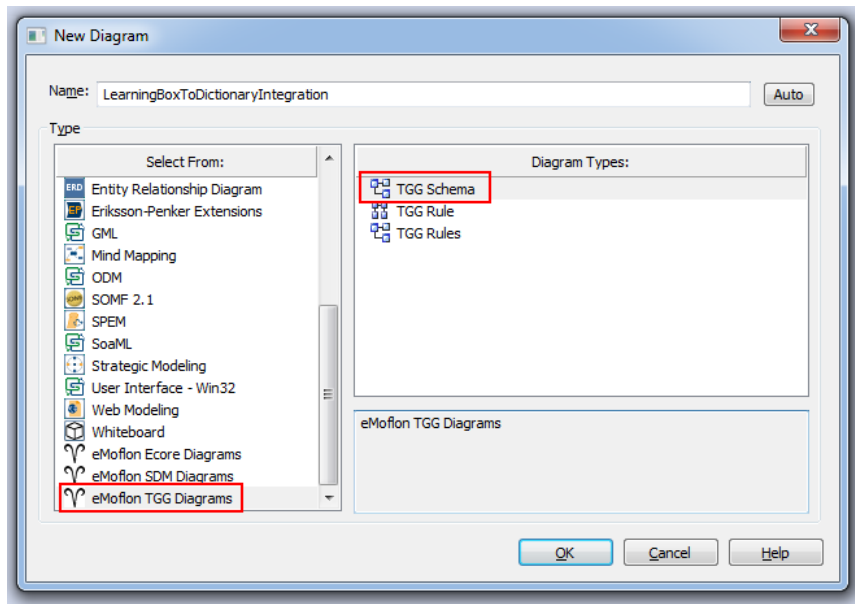 New Diagram
Name: LearningBoxToDictionaryIntegration Auto
Type
Select From:
ERD Entity Relationship Diagram
EP Eriksson-Penker Extensions
GML
Mind Mapping
ODM
SOMF 2.1
SPEM
SoaML
Strategic Modeling
User Interface - Win32
Web Modeling
Whiteboard
eMoflon Ecore Diagrams
eMoflon SDM Diagrams
eMoflon TGG Diagrams
Diagram Types:
TGG Schema
TGG Rule
TGG Rules
eMoflon TGG Diagrams
OK Cancel Help